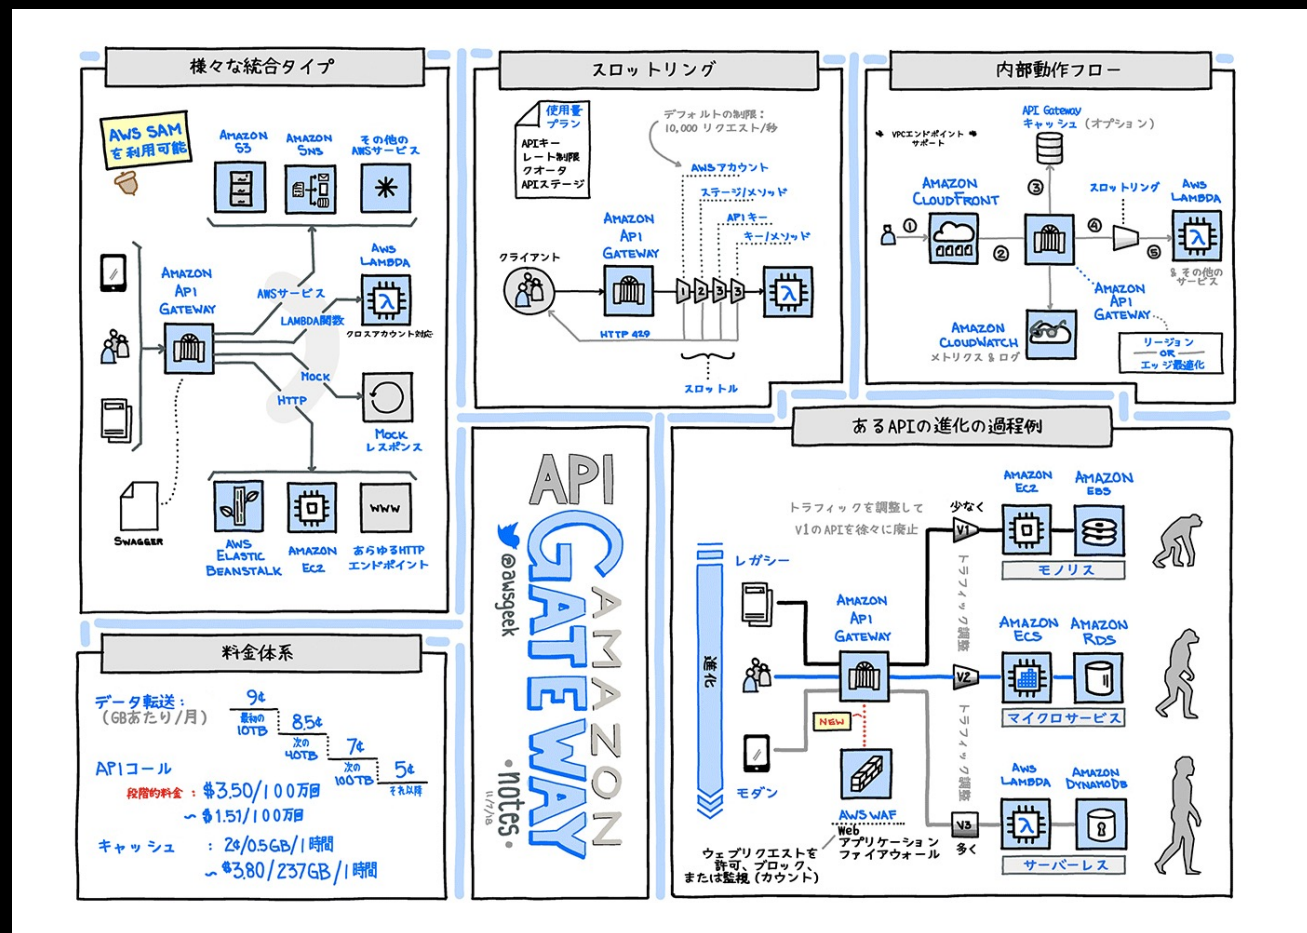 様々な統合タイプ
AWS SAM
を利用可能
AMAZON
S3
AMAZON
SNS
その他の
AWSサービス
AMAZON
API
GATEWAY
AWSサービス
LAMBDA関数
MOCK
HTTP
AWS
LAMBDA
クロスアカウント対応
MOCK
レスポンス
SWAGGER
AWS
ELASTIC
BEANSTALK
AMAZON
EC2
WWW
あらゆるHTTP
エンドポイント
スロットリング
使用量
プラン
APIキー
レート制限
クオータ
APIステージ
デフォルトの制限:
10,000 リクエスト/秒
AWSアカウント
ステージ/メソッド
APIキー
キー/メソッド
クライアント
AMAZON
API
GATEWAY
1
2
3
3
HTTP 429
スロットル
内部動作フロー
API Gateway
キャッシュ (オプション)
VPCエンドポイント
サポート
AMAZON
CLOUDFRONT
①
②
③
④
⑤
スロットリング
AWS
LAMBDA
& その他の
サービス
AMAZON
API
GATEWAY
AMAZON
CLOUDWATCH
メトリクス & ログ
リージョン
OR
エッジ最適化
料金体系
データ転送:
(GBあたり/月)
9¢
最初の
10TB
8.5¢
次の
40TB
7¢
次の
100TB
5¢
それ以降
APIコール
段階的料金 : $3.50/100万回
~ $1.51/100万回
キャッシュ : 2¢/0.5GB/1時間
~ $3.80/237GB/1時間
AMAZON
API
GATEWAY
•notes•
11/7/18
@awsgeek
あるAPIの進化の過程例
トラフィックを調整して
V1のAPIを徐々に廃止
進化
レガシー
モダン
AMAZON
API
GATEWAY
NEW
AWS WAF
Web
アプリケーション
ファイアウォール
ウェブリクエストを
許可、ブロック、
または監視 (カウント)
少なく
V1
トラフィック調整
V2
トラフィック調整
V3
多く
AMAZON
EC2
AMAZON
EBS
モノリス
AMAZON
ECS
AMAZON
RDS
マイクロサービス
AWS
LAMBDA
AMAZON
DYNAMODB
サーバーレス